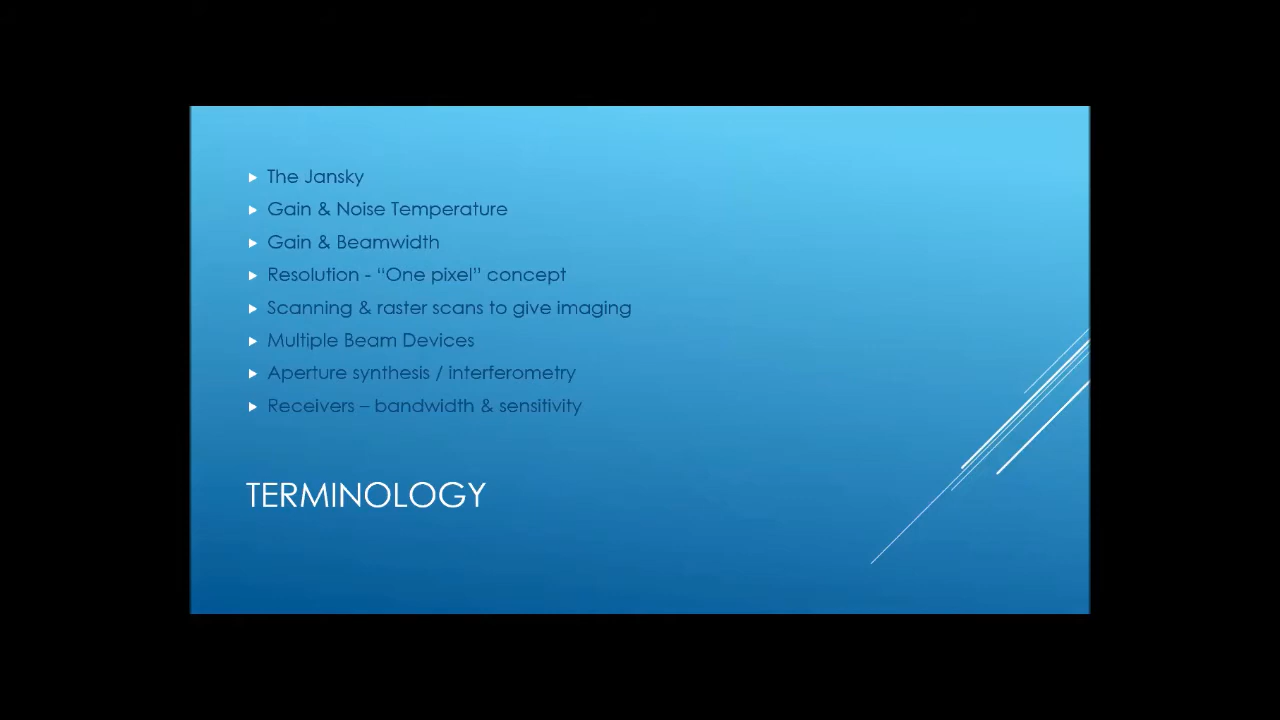 The Jansky
Gain & Noise Temperature
Gain & Beamwidth
Resolution - “One pixel” concept
Scanning & raster scans to give imaging
Multiple Beam Devices
Aperture synthesis / interferometry
Receivers – bandwidth & sensitivity
TERMINOLOGY